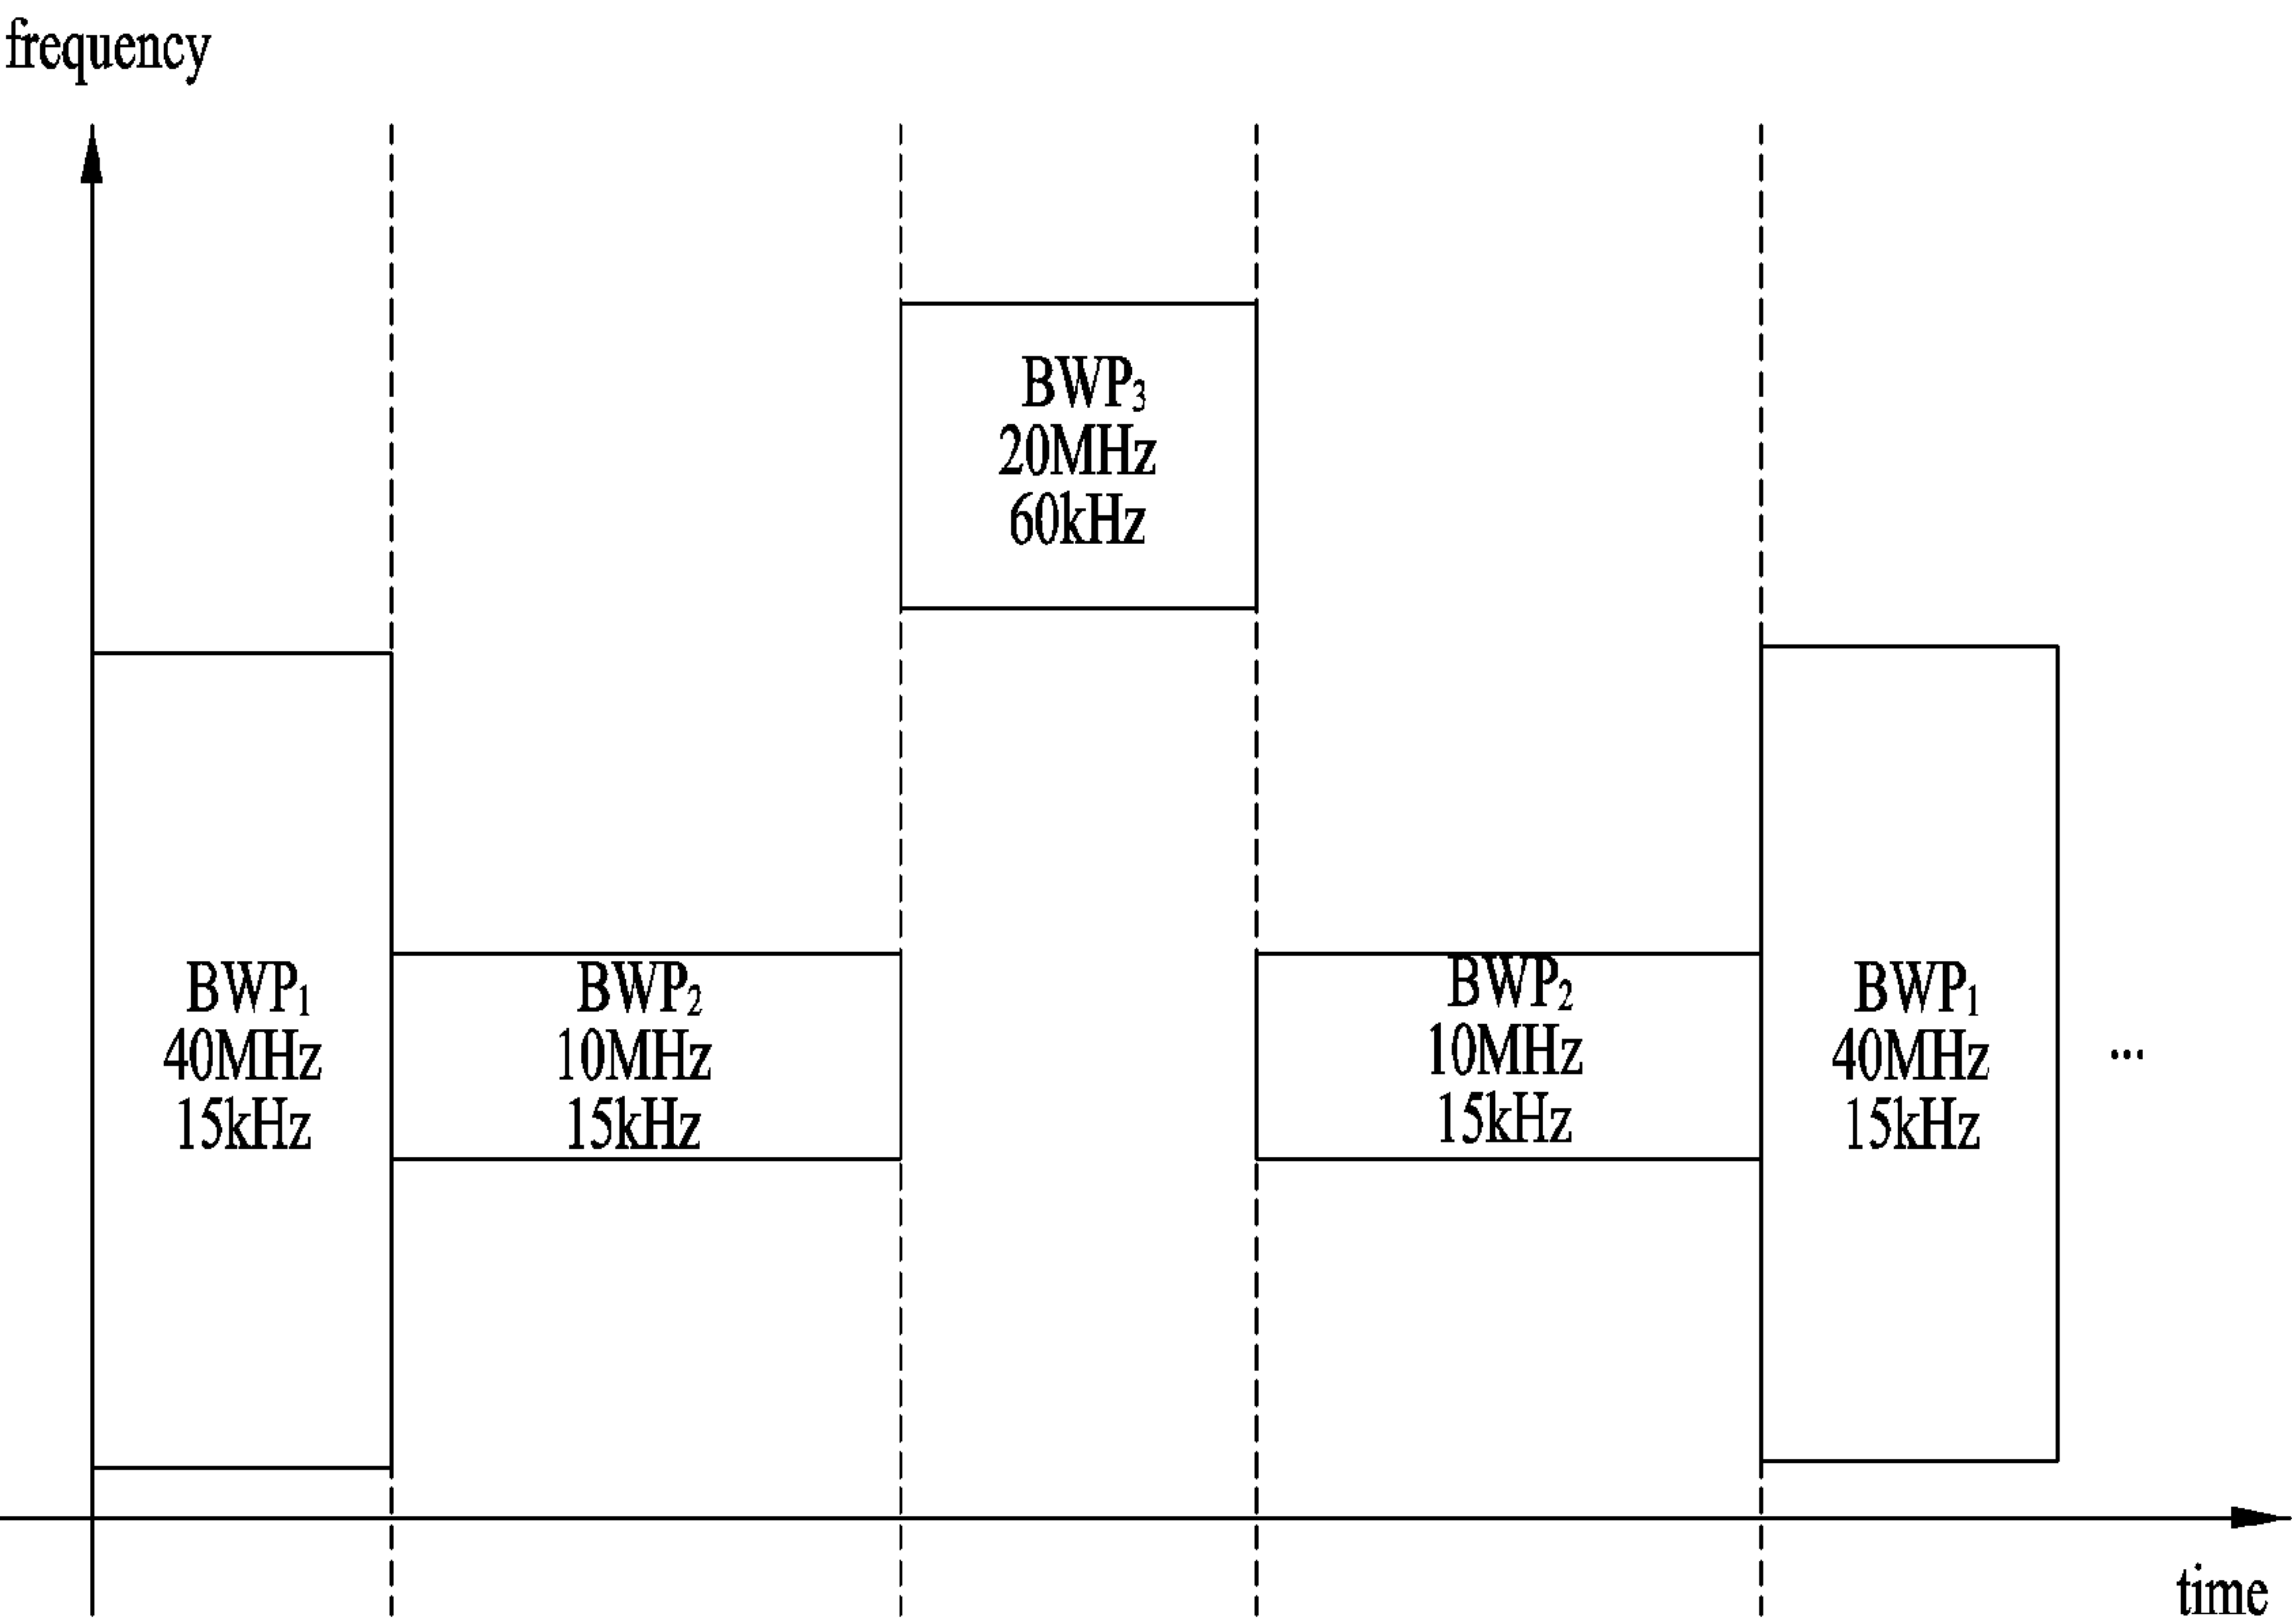 frequency
BWP₃
20MHz
60kHz
BWP₁
40MHz
15kHz
BWP₂
10MHz
15kHz
BWP₂
10MHz
15kHz
BWP₁
40MHz
15kHz
...
time